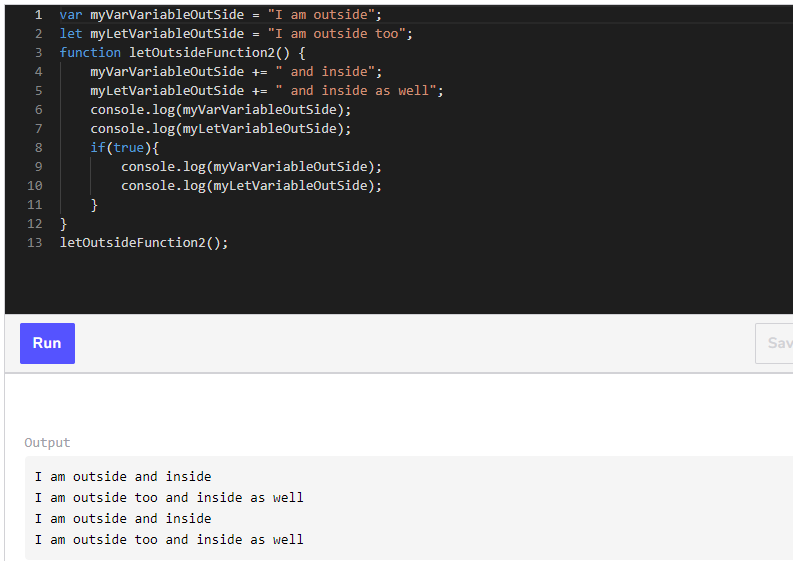 1 var myVarVariableOutSide = "I am outside";
2 let myLetVariableOutSide = "I am outside too";
3 function letOutsideFunction2() {
4 myVarVariableOutSide += " and inside";
5 myLetVariableOutSide += " and inside as well";
6 console.log(myVarVariableOutSide);
7 console.log(myLetVariableOutSide);
8 if(true){
9 console.log(myVarVariableOutSide);
10 console.log(myLetVariableOutSide);
11 }
12 }
13 letOutsideFunction2();
Run
Sav
Output
I am outside and inside
I am outside too and inside as well
I am outside and inside
I am outside too and inside as well